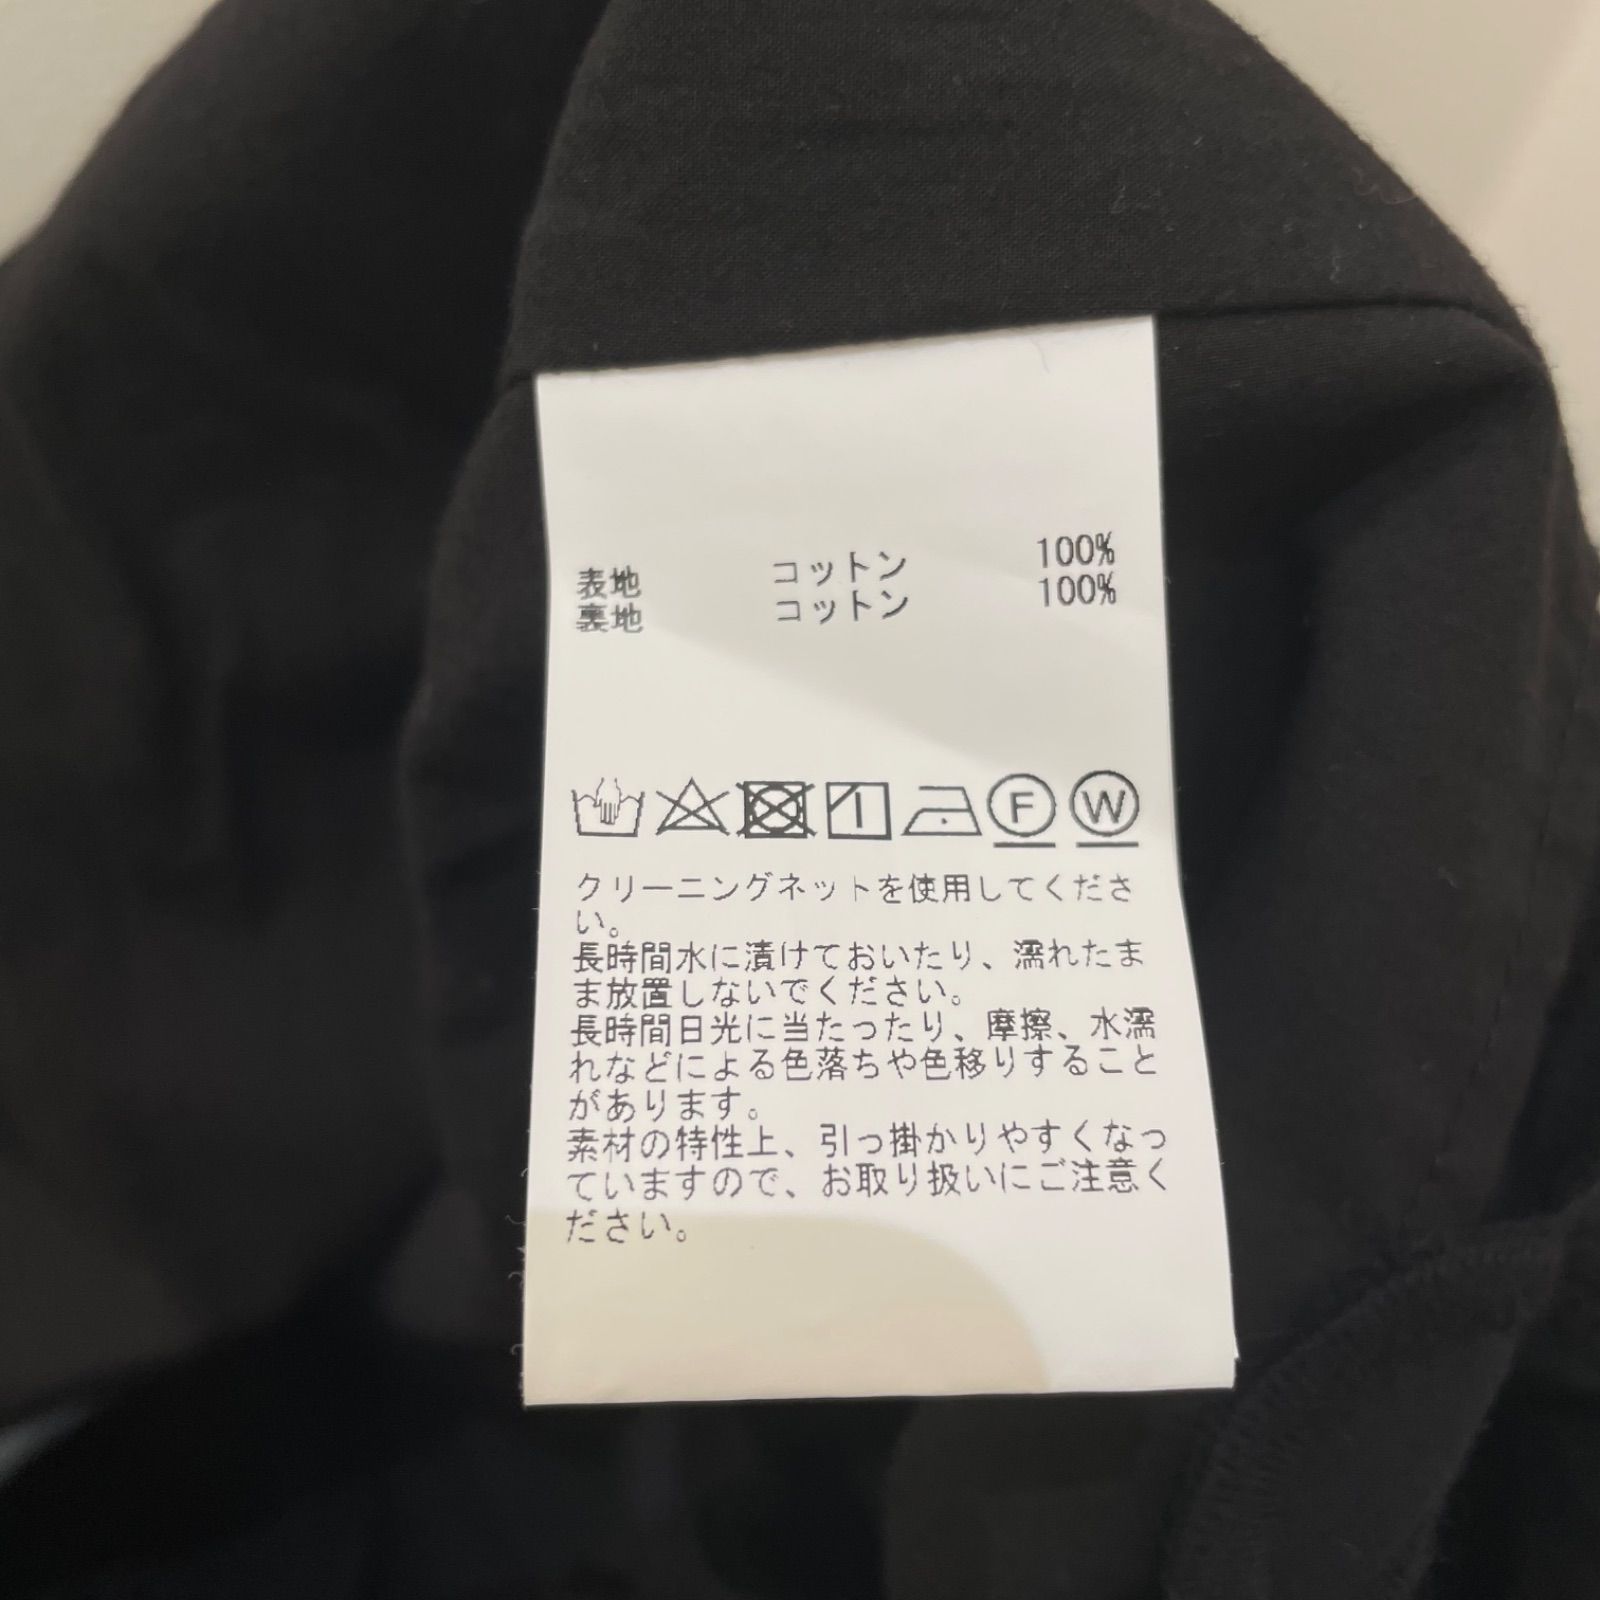 表地 コットン 100%
裏地 コットン 100%
F W
クリーニングネットを使用してくださ
い。
長時間水に漬けておいたり、濡れたま
ま放置しないでください。
長時間日光に当たったり、摩擦、水濡
れなどによる色落ちや色移りすること
があります。
素材の特性上、引っ掛かりやすくなっ
ていますので、お取り扱いにご注意く
ださい。